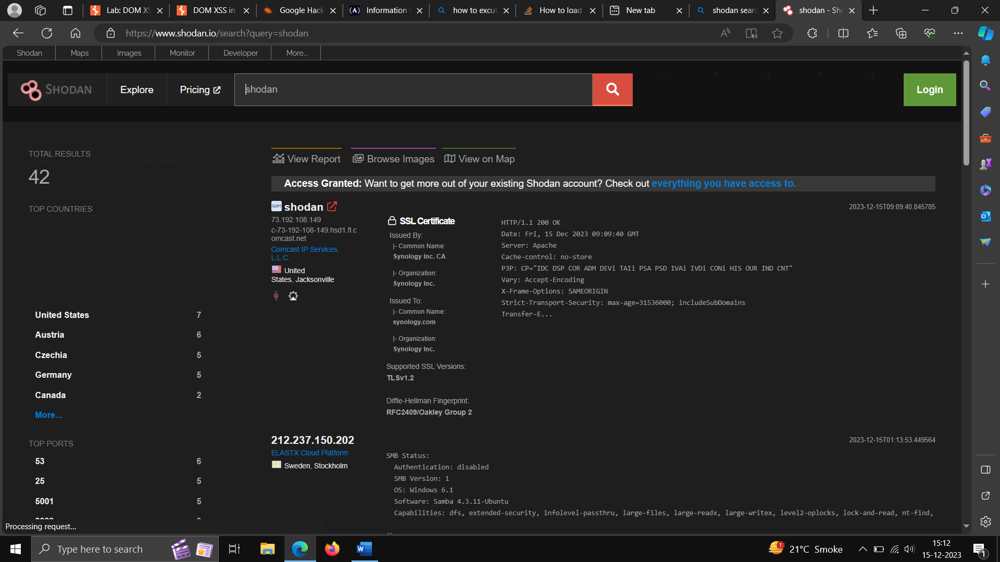 Lab: DOM XS
DOM XSS in
Google Hack
Information
how to excut
How to load
New tab
shodan sear
shodan - Sho
https://www.shodan.io/search?query=shodan
Shodan
Maps
Images
Monitor
Developer
More...
SHODAN
Explore
Pricing
shodan
Login
TOTAL RESULTS
42
TOP COUNTRIES
United States 7
Austria 6
Czechia 5
Germany 5
Canada 2
More...
TOP PORTS
53 6
25 5
5001 5
View Report
Browse Images
View on Map
Access Granted: Want to get more out of your existing Shodan account? Check out everything you have access to.
SRM
shodan
2023-12-15T09:09:40.845785
73.192.108.149
c-73-192-108-149.hsd1.fl.c
omcast.net
Comcast IP Services,
L.L.C.
United
States, Jacksonville
SSL Certificate
Issued By:
|- Common Name:
Synology Inc. CA
|- Organization:
Synology Inc.
Issued To:
|- Common Name:
synology.com
|- Organization:
Synology Inc.
Supported SSL Versions:
TLSv1.2
Diffie-Hellman Fingerprint:
RFC2409/Oakley Group 2
HTTP/1.1 200 OK
Date: Fri, 15 Dec 2023 09:09:40 GMT
Server: Apache
Cache-control: no-store
P3P: CP="IDC DSP COR ADM DEVi TAIi PSA PSD IVAi IVDi CONi HIS OUR IND CNT"
Vary: Accept-Encoding
X-Frame-Options: SAMEORIGIN
Strict-Transport-Security: max-age=31536000; includeSubDomains
Transfer-E...
212.237.150.202
2023-12-15T01:13:53.449564
ELASTX Cloud Platform
Sweden, Stockholm
SMB Status:
Authentication: disabled
SMB Version: 1
OS: Windows 6.1
Software: Samba 4.3.11-Ubuntu
Capabilities: dfs, extended-security, infolevel-passthru, large-files, large-readx, large-writex, level2-oplocks, lock-and-read, nt-find,
Processing request...
Type here to search
1
21°C Smoke
15:12
15-12-2023
1